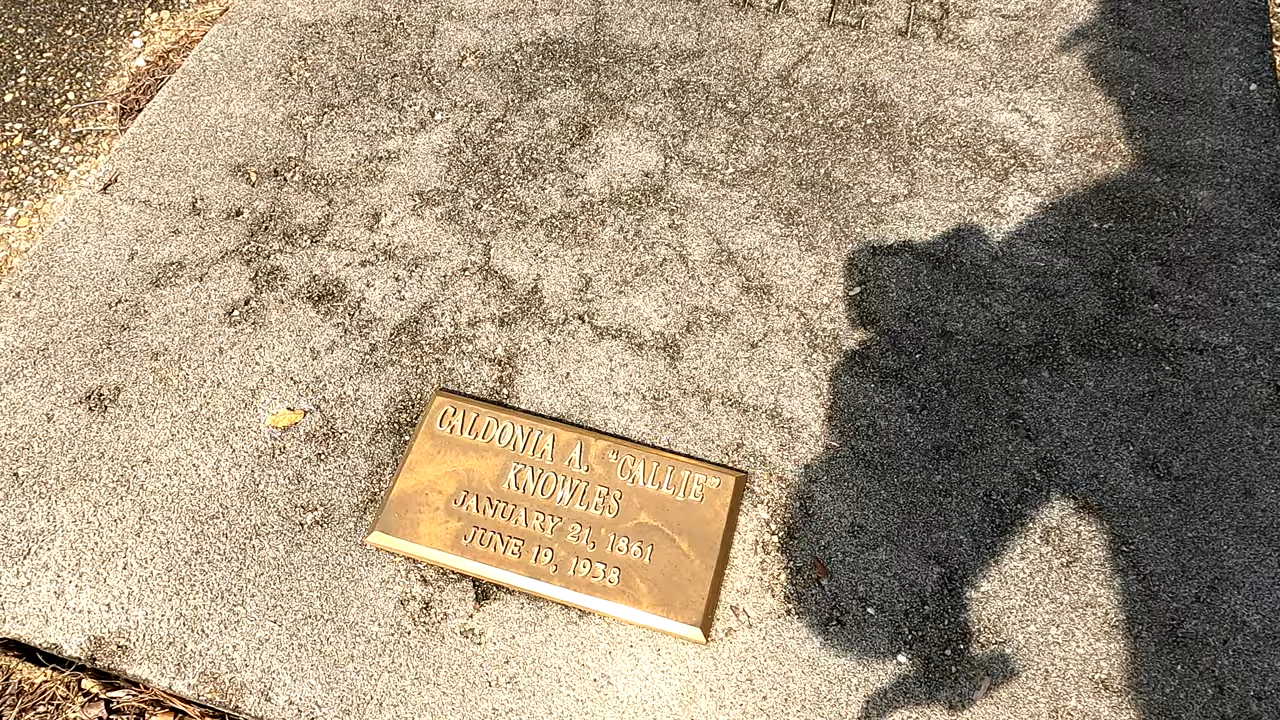 CALDONIA A. "CALLIE"
KNOWLES
JANUARY 21, 1861
JUNE 19, 1938